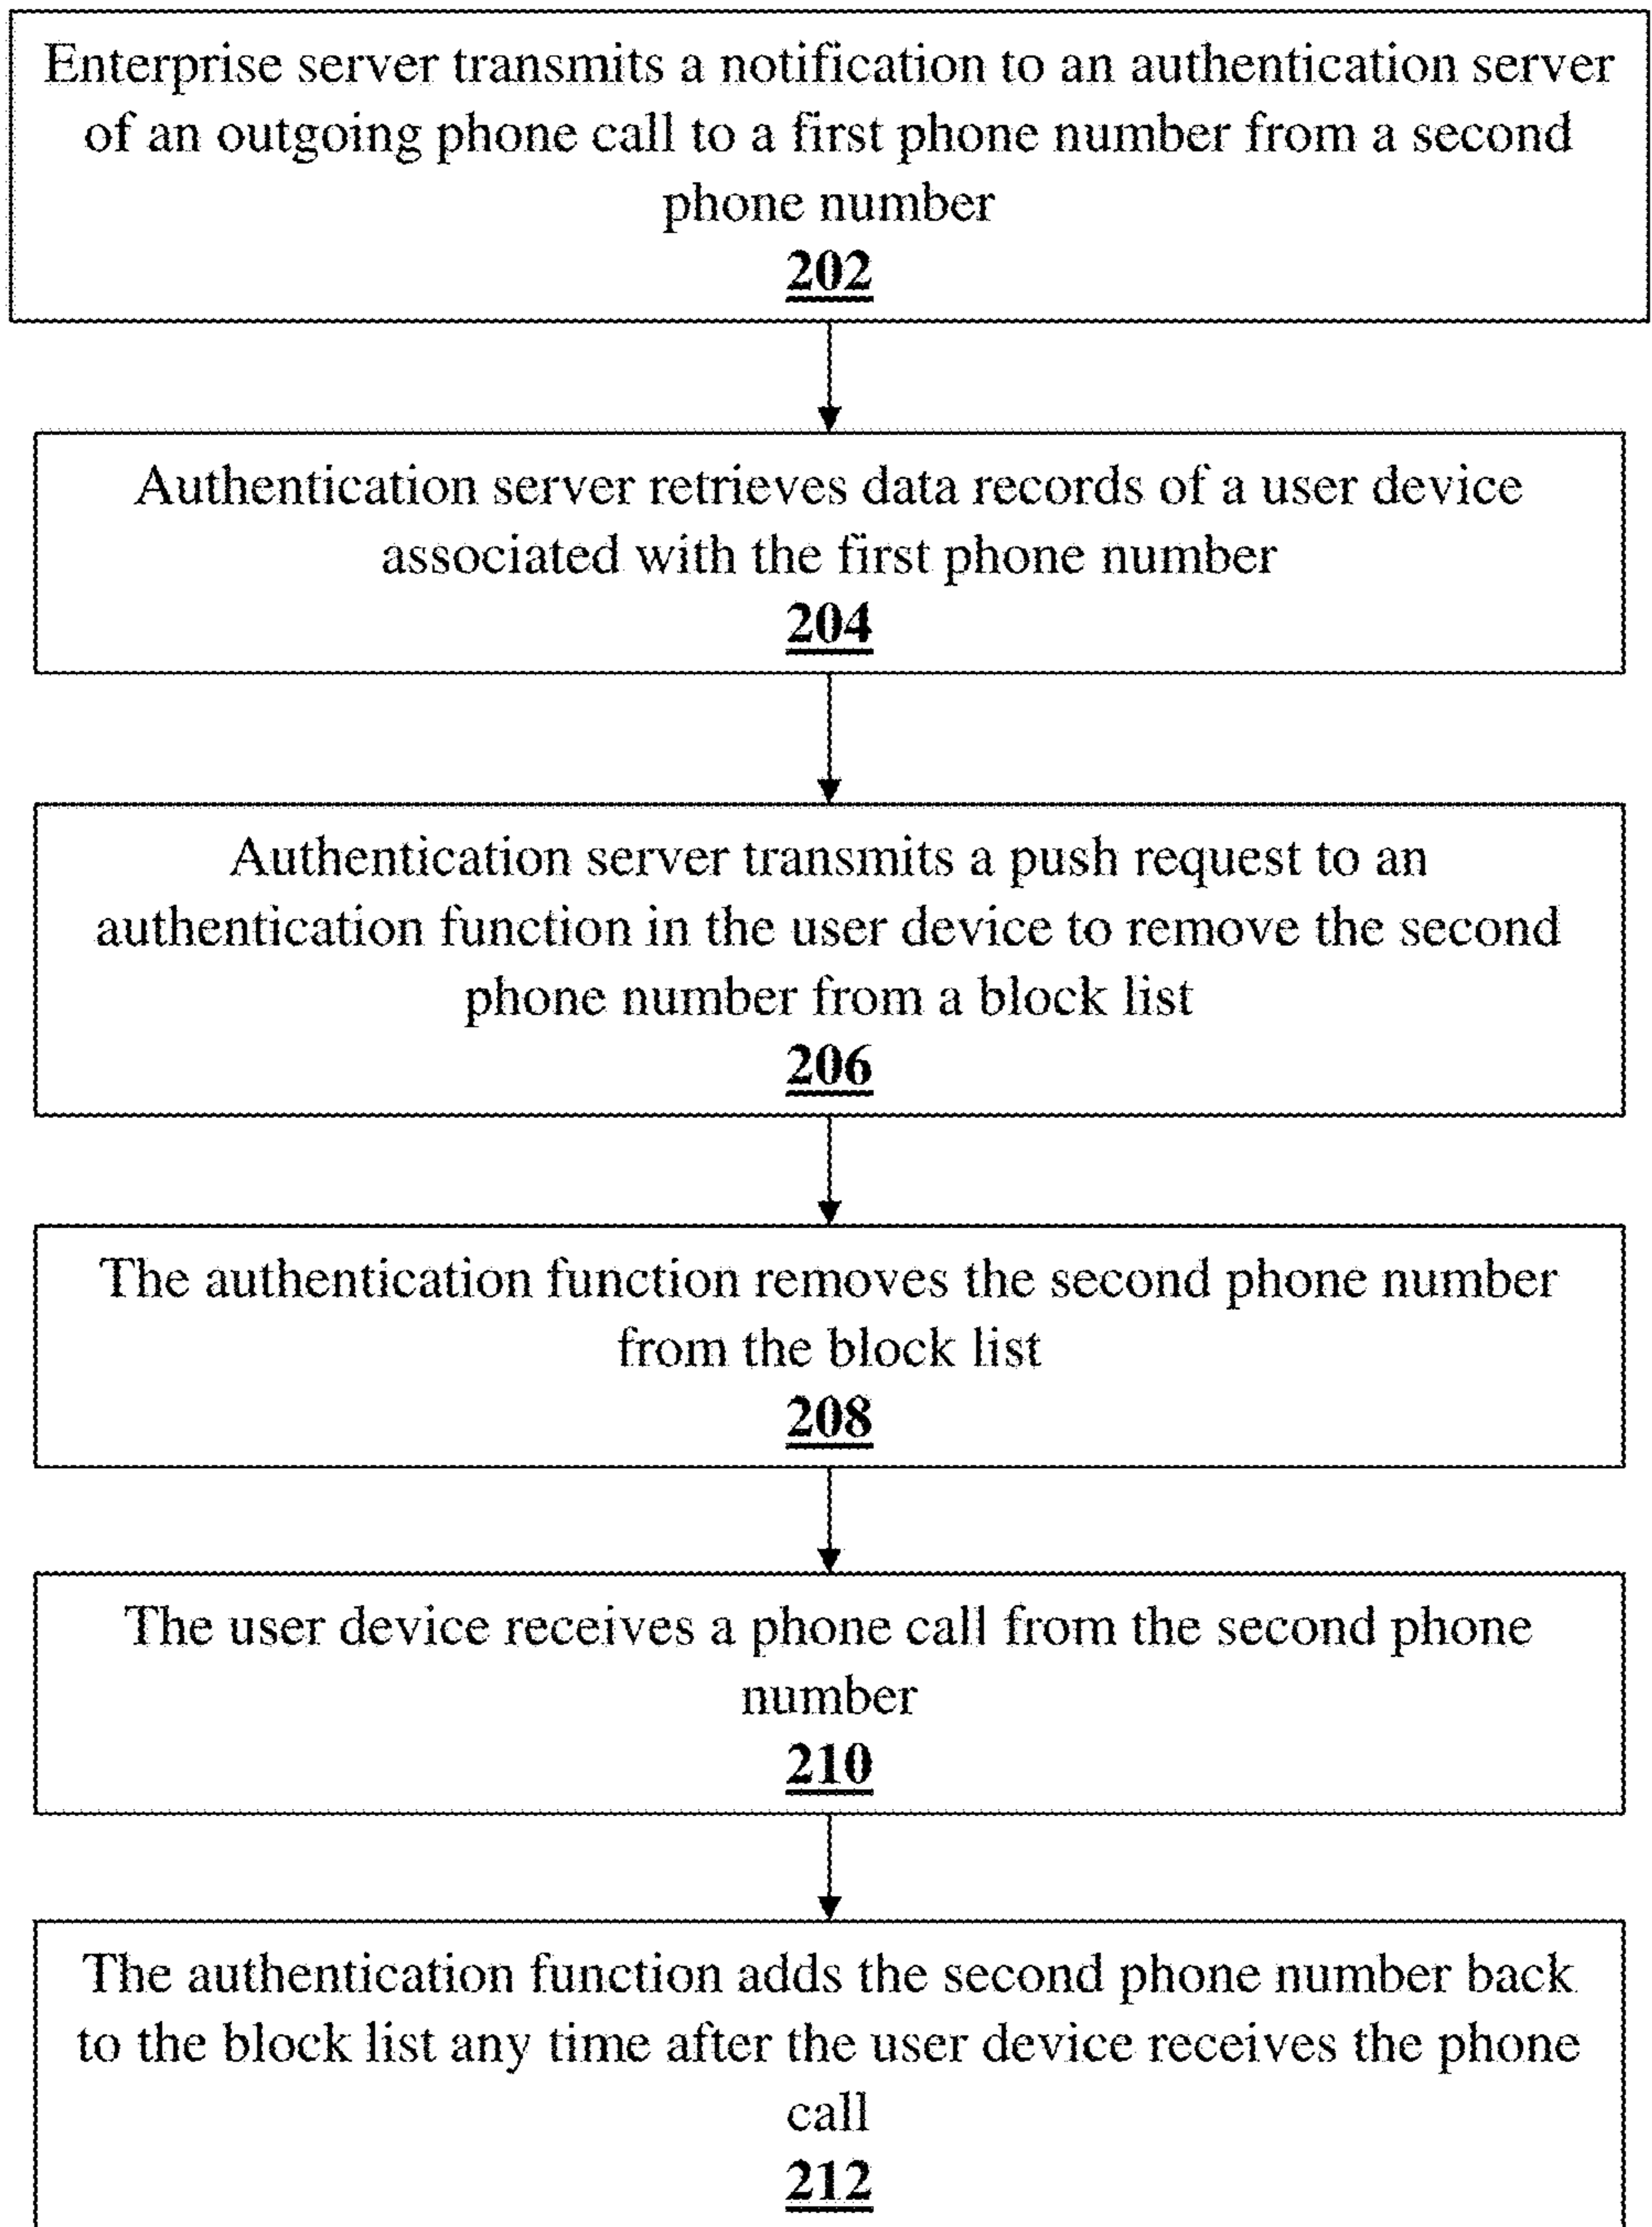 Enterprise server transmits a notification to an authentication server
of an outgoing phone call to a first phone number from a second
phone number
202
Authentication server retrieves data records of a user device
associated with the first phone number
204
Authentication server transmits a push request to an
authentication function in the user device to remove the second
phone number from a block list
206
The authentication function removes the second phone number
from the block list
208
The user device receives a phone call from the second phone
number
210
The authentication function adds the second phone number back
to the block list any time after the user device receives the phone
call
212